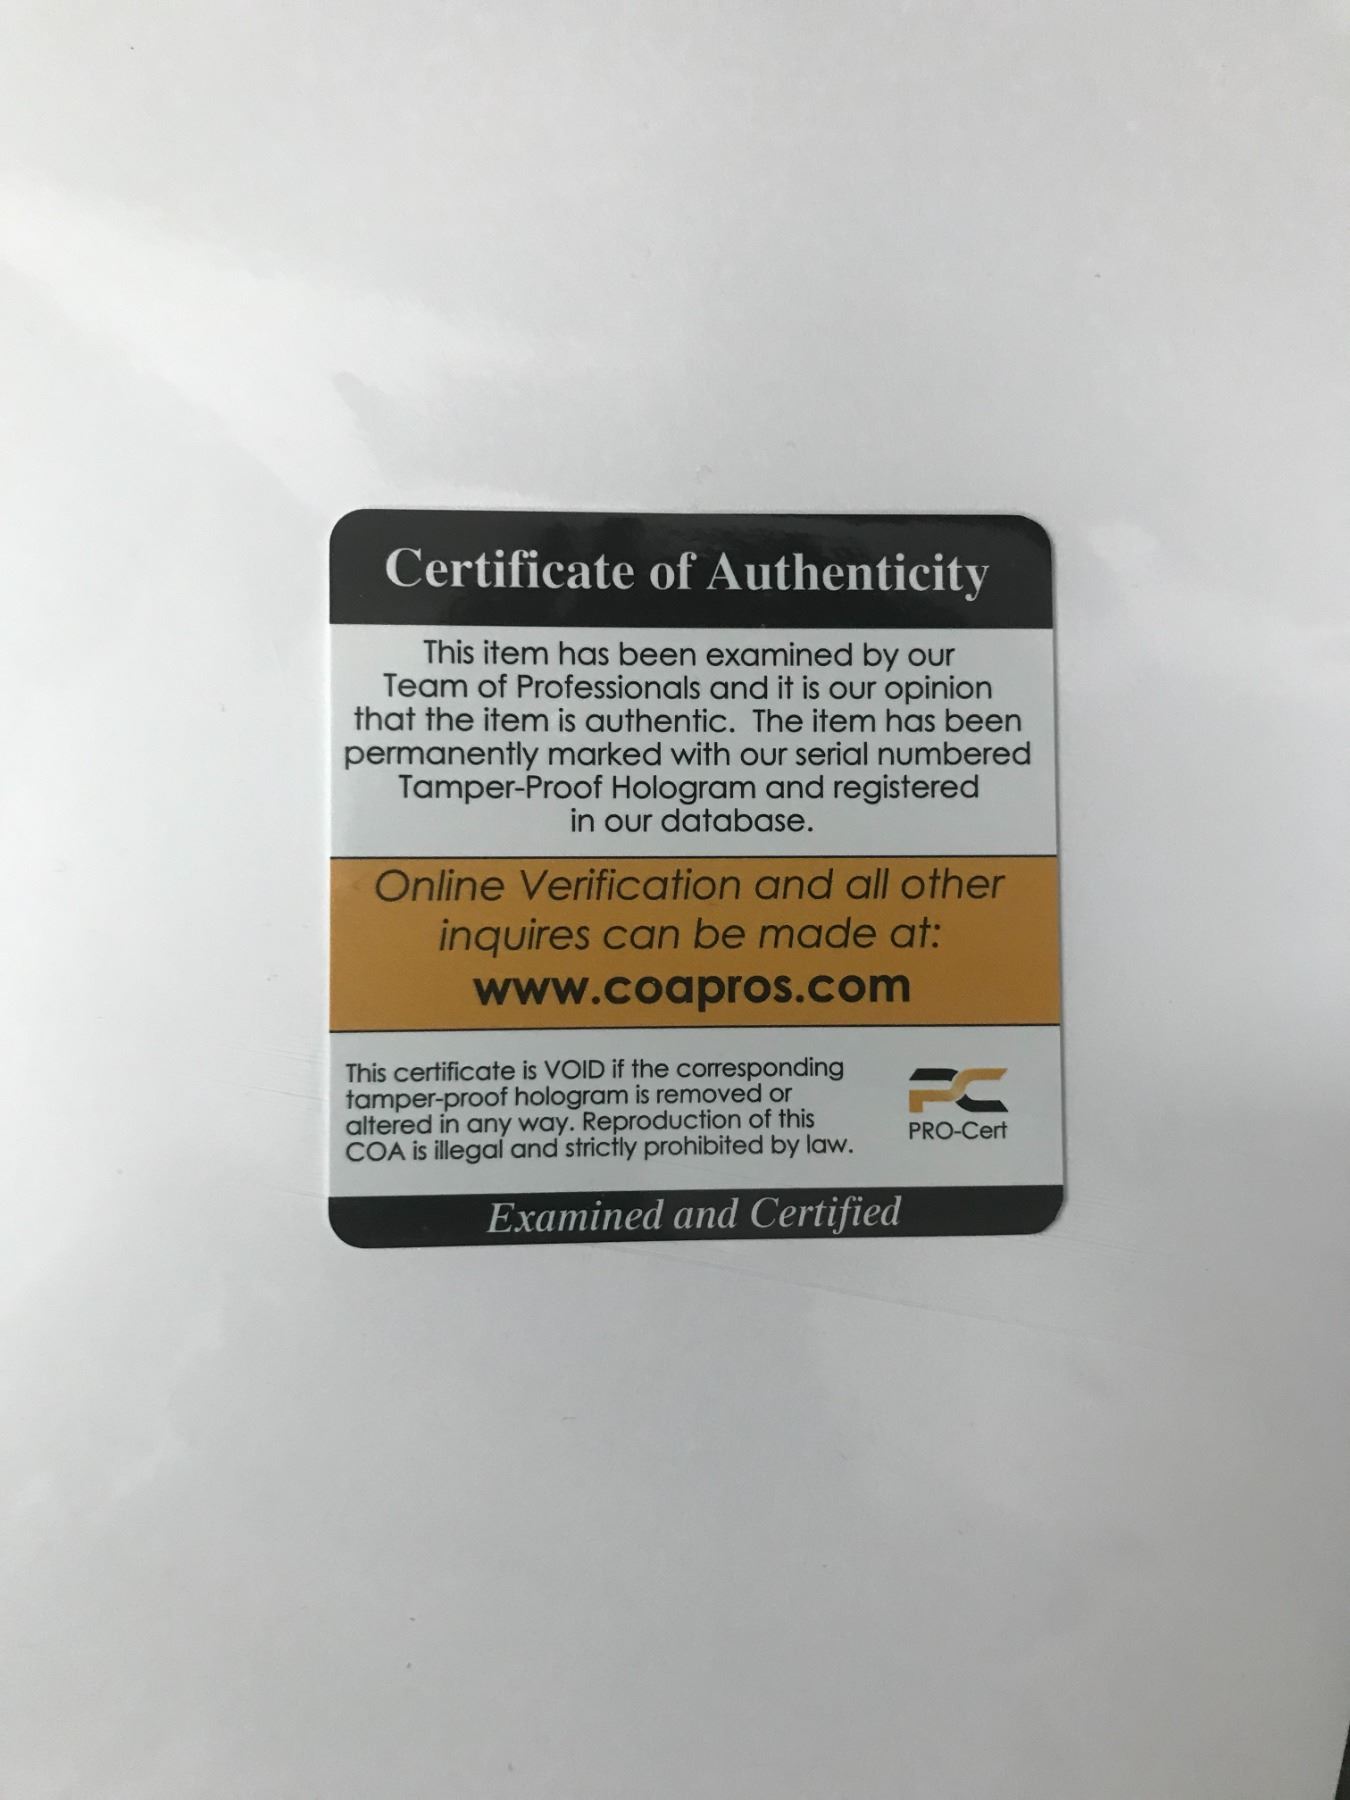 Certificate of Authenticity
This item has been examined by our
Team of Professionals and it is our opinion
that the item is authentic. The item has been
permanently marked with our serial numbered
Tamper-Proof Hologram and registered
in our database.
Online Verification and all other
inquires can be made at:
www.coapros.com
This certificate is VOID if the corresponding
tamper-proof hologram is removed or
altered in any way. Reproduction of this
COA is illegal and strictly prohibited by law.
PC
PRO-Cert
Examined and Certified